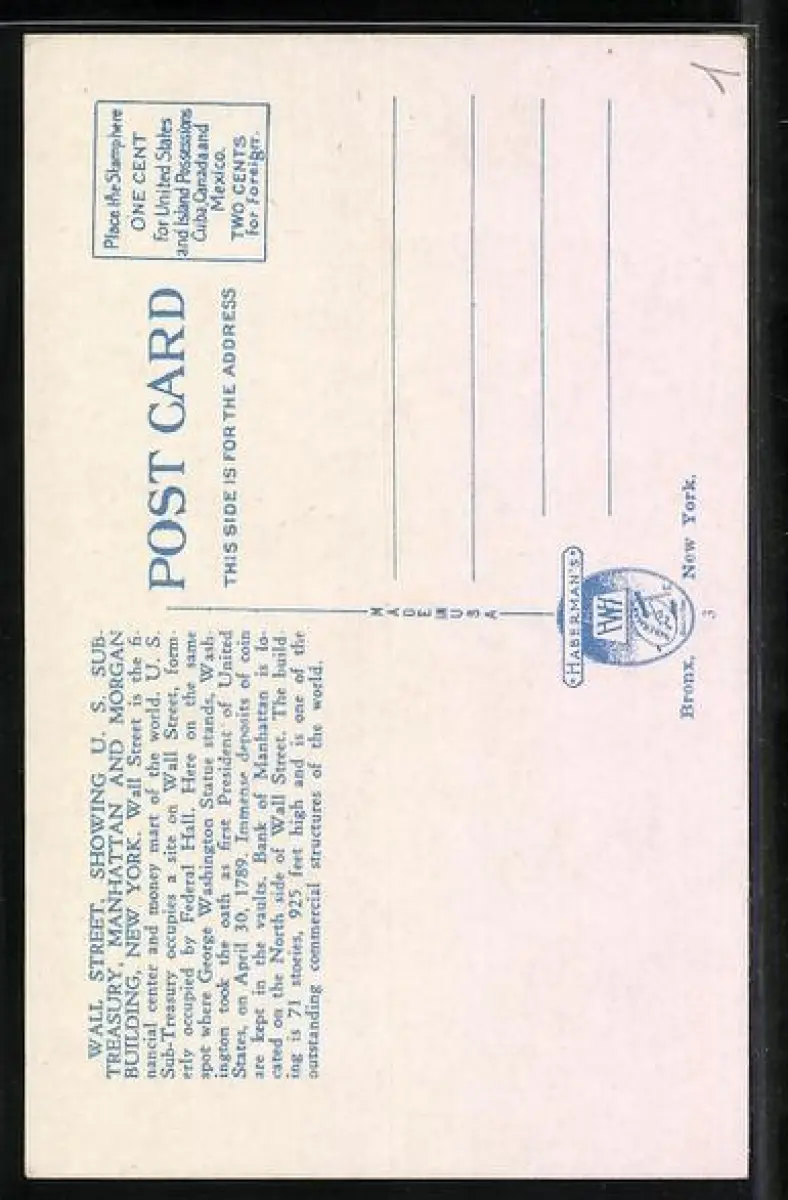 WALL STREET, SHOWING U. S. SUB-
TREASURY, MANHATTAN AND MORGAN
BUILDING, NEW YORK. Wall Street is the fi-
nancial center and money mart of the world. U. S.
Sub-Treasury occupies a site on Wall Street, form-
erly occupied by Federal Hall. Here on the same
spot where George Washington Statue stands, Wash-
ington took the oath as first President of United
States, on April 30, 1789. Immense deposits of coin
are kept in the vaults. Bank of Manhattan is lo-
cated on the North side of Wall Street. The build-
ing is 71 stories, 925 feet high and is one of the
outstanding commercial structures of the world.
POST CARD
THIS SIDE IS FOR THE ADDRESS
Place the Stamp here
ONE CENT
For United States
and Island Possessions
Cuba, Canada and
Mexico.
TWO CENTS
For Foreign.
MADE IN USA
HABERMAN'S
Bronx, New York.
3
1